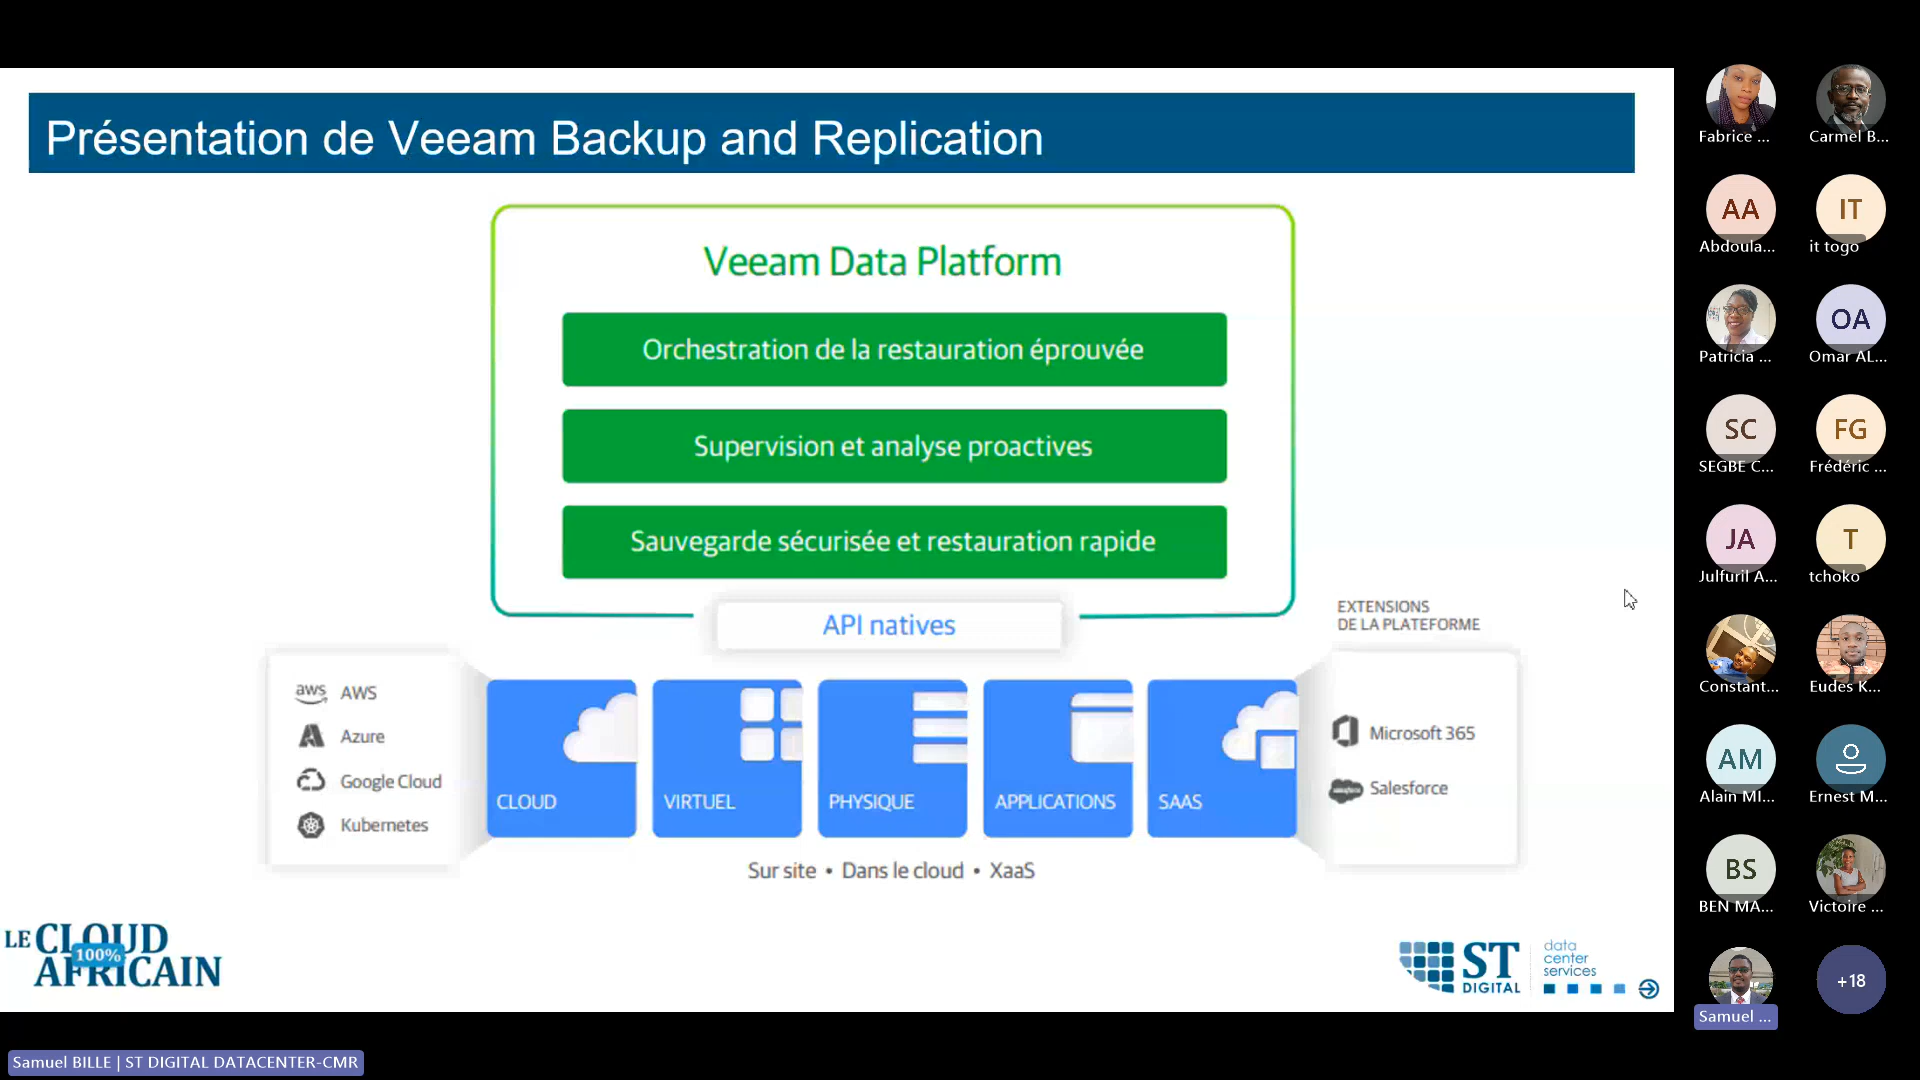 Présentation de Veeam Backup and Replication
Veeam Data Platform
Orchestration de la restauration éprouvée
Supervision et analyse proactives
Sauvegarde sécurisée et restauration rapide
API natives
EXTENSIONS
DE LA PLATEFORME
aws AWS
Azure
Google Cloud
Kubernetes
CLOUD
VIRTUEL
PHYSIQUE
APPLICATIONS
SAAS
Microsoft 365
salesforce Salesforce
Sur site • Dans le cloud • XaaS
LE CLOUD
100%
AFRICAIN
ST
DIGITAL
data
center
services
Fabrice ...
Carmel B...
AA
Abdoula...
IT
it togo
Patricia ...
OA
Omar AL...
SC
SEGBE C...
FG
Frédéric ...
JA
Julfuril A...
T
tchoko
Constant...
Eudes K...
AM
Alain MI...
Ernest M...
BS
BEN MA...
Victoire ...
Samuel ...
+18
Samuel BILLE | ST DIGITAL DATACENTER-CMR